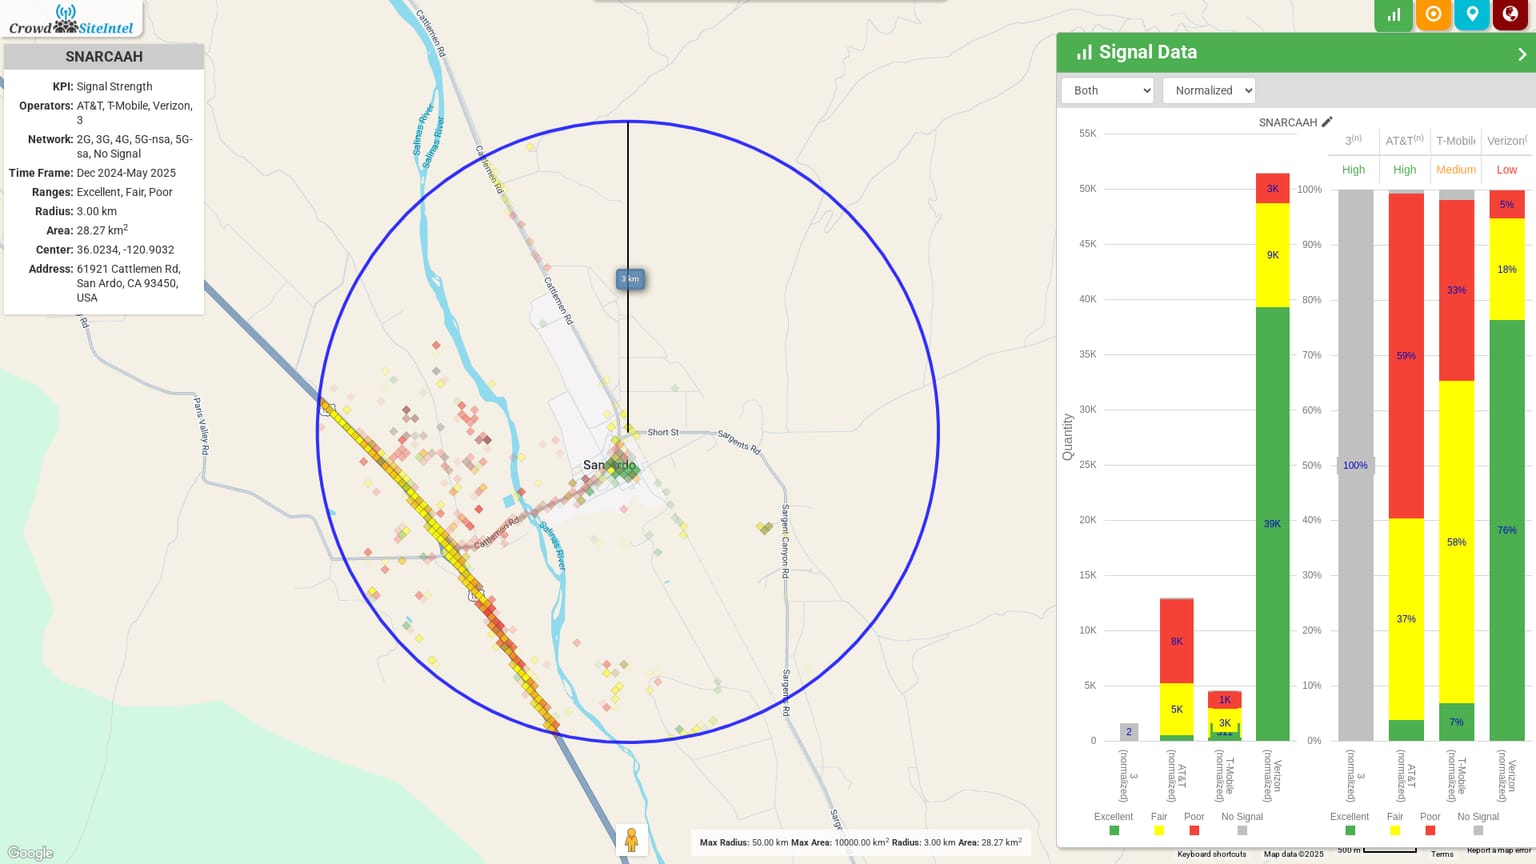 Crowd SiteIntel
SNARCAAH
KPI: Signal Strength
Operators: AT&T, T-Mobile, Verizon,
3
Network: 2G, 3G, 4G, 5G-nsa, 5G-
sa, No Signal
Time Frame: Dec 2024-May 2025
Ranges: Excellent, Fair, Poor
Radius: 3.00 km
Area: 28.27 km2
Center: 36.0234, -120.9032
Address: 61921 Cattlemen Rd,
San Ardo, CA 93450,
USA
Cattlemen Rd
Salinas River
Salinas River
Cattlemen Rd
3 km
Cattlemen Rd
Rd
Paris Valley Rd
Short St
Sargents Rd
San Ardo
Cattlemen Rd
Salinas River
Sargent Canyon Rd
Sargents Rd
Google
Max Radius: 50.00 km Max Area: 10000.00 km2 Radius: 3.00 km Area: 28.27 km2
Signal Data
Both
Normalized
SNARCAAH
55K
50K
45K
40K
35K
30K
25K
20K
15K
10K
5K
0
Quantity
2
8K
5K
1K
3K
311
3K
9K
39K
3 (normalized)
AT&T (normalized)
T-Mobile (normalized)
Verizon (normalized)
Excellent Fair Poor No Signal
3(n) AT&T(n) T-Mobile Verizon(
High High Medium Low
100%
90%
80%
70%
60%
50%
40%
30%
20%
10%
0%
100%
59%
37%
33%
58%
7%
5%
18%
76%
3 (normalized)
AT&T (normalized)
T-Mobile (normalized)
Verizon (normalized)
Excellent Fair Poor No Signal
Keyboard shortcuts Map data ©2025 500 m Terms Report a map error